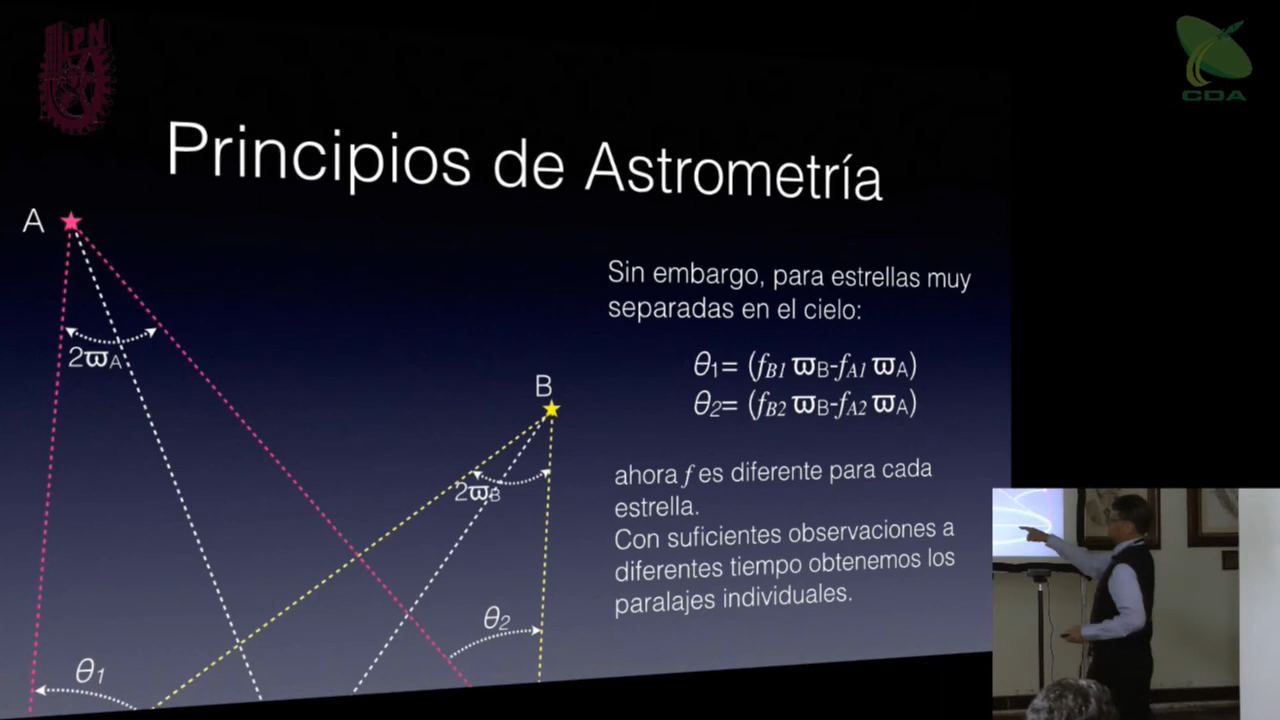 IPN
CDA
Principios de Astrometría
A
2ϖA
B
2ϖB
θ1
θ2
Sin embargo, para estrellas muy
separadas en el cielo:
θ1= (fB1 ϖB-fA1 ϖA)
θ2= (fB2 ϖB-fA2 ϖA)
ahora f es diferente para cada
estrella.
Con suficientes observaciones a
diferentes tiempo obtenemos los
paralajes individuales.